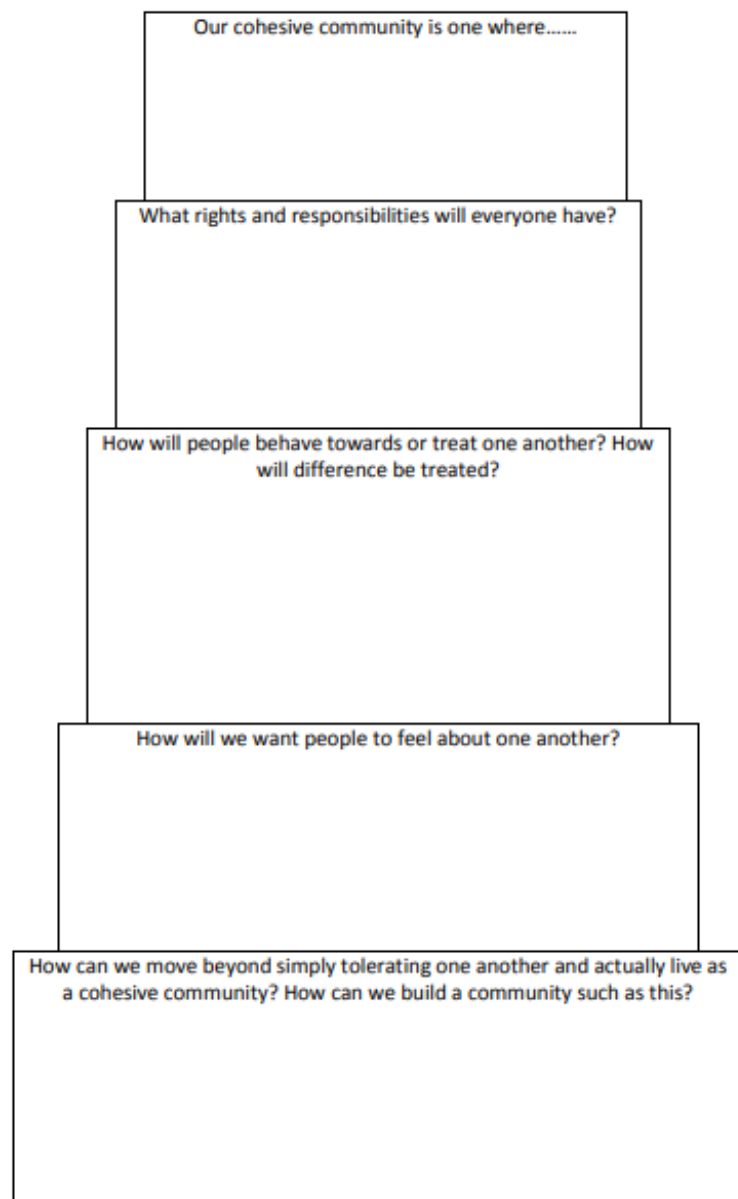 Our cohesive community is one where......
What rights and responsibilities will everyone have?
How will people behave towards or treat one another? How
will difference be treated?
How will we want people to feel about one another?
How can we move beyond simply tolerating one another and actually live as
a cohesive community? How can we build a community such as this?